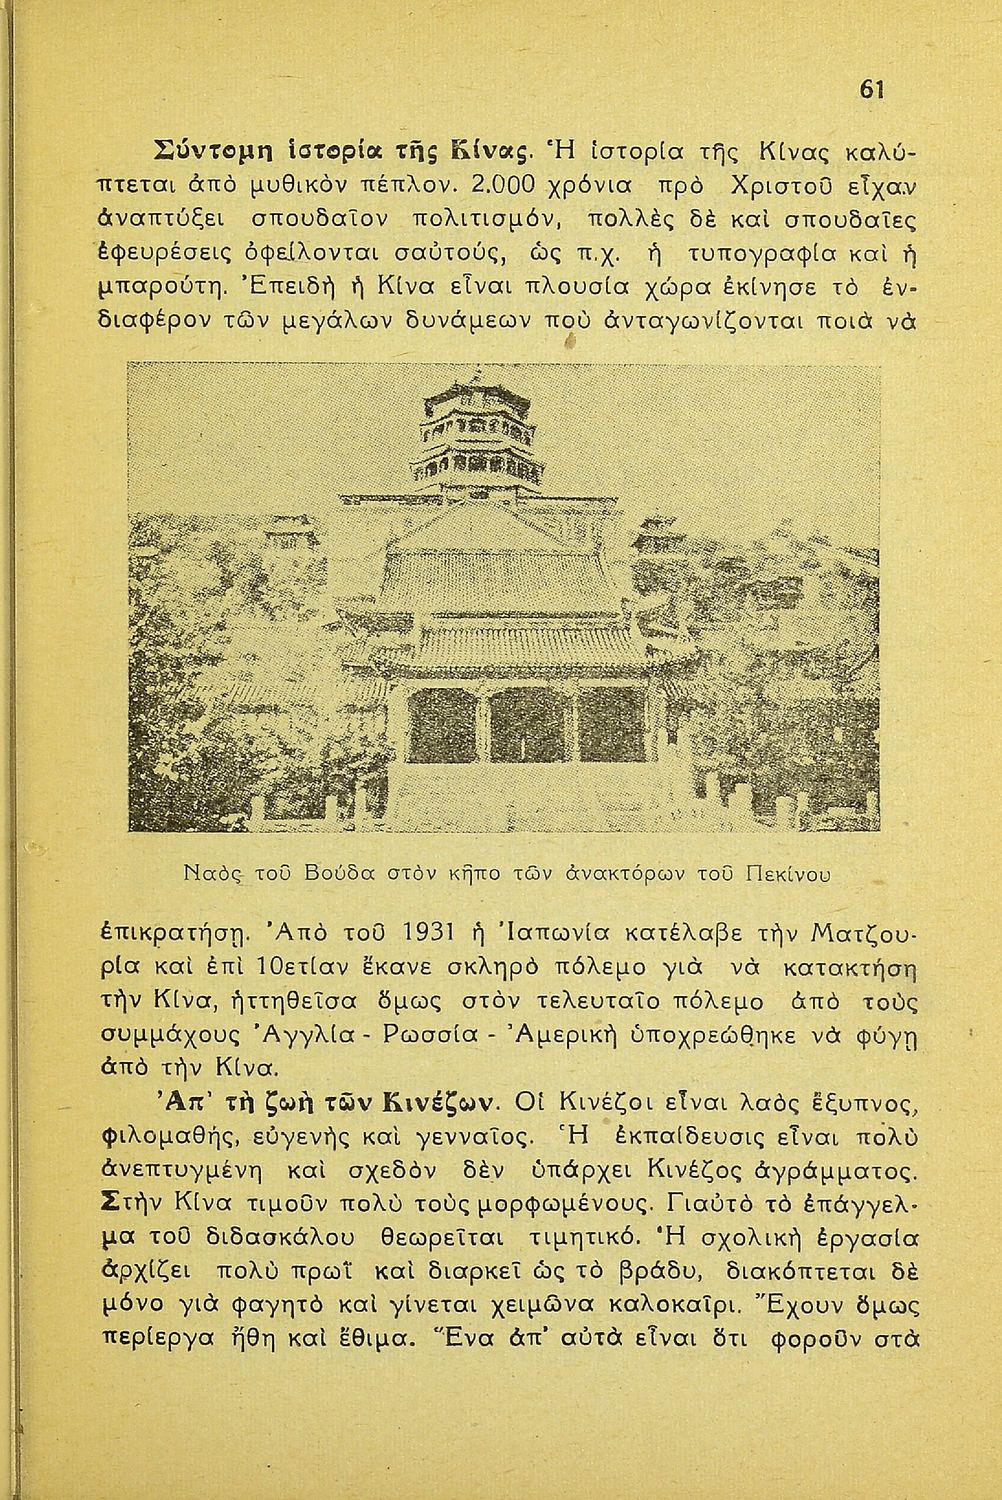 61
Σύντομη ἱστορία τῆς Κίνας. Ἡ ἱστορία τῆς Κίνας καλύ-
πτεται ἀπὸ μυθικὸν πέπλον. 2.000 χρόνια πρὸ Χριστοῦ εἶχαν
ἀναπτύξει σπουδαῖον πολιτισμόν, πολλὲς δὲ καὶ σπουδαῖες
ἐφευρέσεις ὀφείλονται σαὐτούς, ὡς π.χ. ἡ τυπογραφία καὶ ἡ
μπαρούτη. Ἐπειδὴ ἡ Κίνα εἶναι πλουσία χώρα ἐκίνησε τὸ ἐν-
διαφέρον τῶν μεγάλων δυνάμεων ποὺ ἀνταγωνίζονται ποιὰ νὰ
Ναὸς τοῦ Βούδα στὸν κῆπο τῶν ἀνακτόρων τοῦ Πεκίνου
ἐπικρατήση. Ἀπὸ τοῦ 1931 ἡ Ἰαπωνία κατέλαβε τὴν Ματζου-
ρία καὶ ἐπὶ 10ετίαν ἔκανε σκληρὸ πόλεμο γιὰ νὰ κατακτήση
τὴν Κίνα, ἡττηθεῖσα ὅμως στὸν τελευταῖο πόλεμο ἀπὸ τοὺς
συμμάχους Ἀγγλία - Ρωσσία - Ἀμερικὴ ὑποχρεώθηκε νὰ φύγῃ
ἀπὸ τὴν Κίνα.
Ἀπ' τὴ ζωὴ τῶν Κινέζων. Οἱ Κινέζοι εἶναι λαὸς ἔξυπνος,
φιλομαθής, εὐγενὴς καὶ γενναῖος. Ἡ ἐκπαίδευσις εἶναι πολὺ
ἀνεπτυγμένη καὶ σχεδὸν δὲν ὑπάρχει Κινέζος ἀγράμματος.
Στὴν Κίνα τιμοῦν πολὺ τοὺς μορφωμένους. Γιαὐτὸ τὸ ἐπάγγελ-
μα τοῦ διδασκάλου θεωρεῖται τιμητικό. Ἡ σχολικὴ ἐργασία
ἀρχίζει πολὺ πρωῒ καὶ διαρκεῖ ὡς τὸ βράδυ, διακόπτεται δὲ
μόνο γιὰ φαγητὸ καὶ γίνεται χειμῶνα καλοκαῖρι. Ἔχουν ὅμως
περίεργα ἤθη καὶ ἔθιμα. Ἕνα ἀπ' αὐτὰ εἶναι ὅτι φοροῦν στὰ